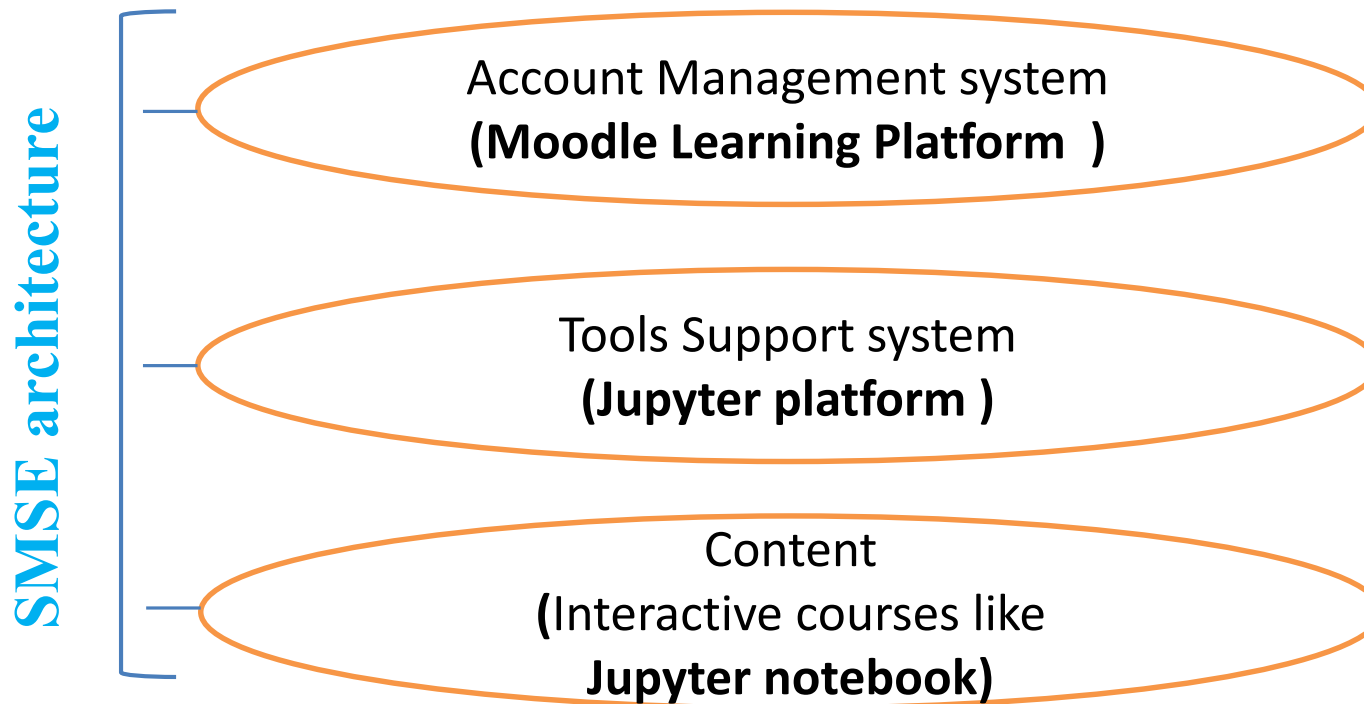 SMSE architecture
Account Management system
(Moodle Learning Platform  )
Tools Support system
(Jupyter platform )
Content
(Interactive courses like
Jupyter notebook)